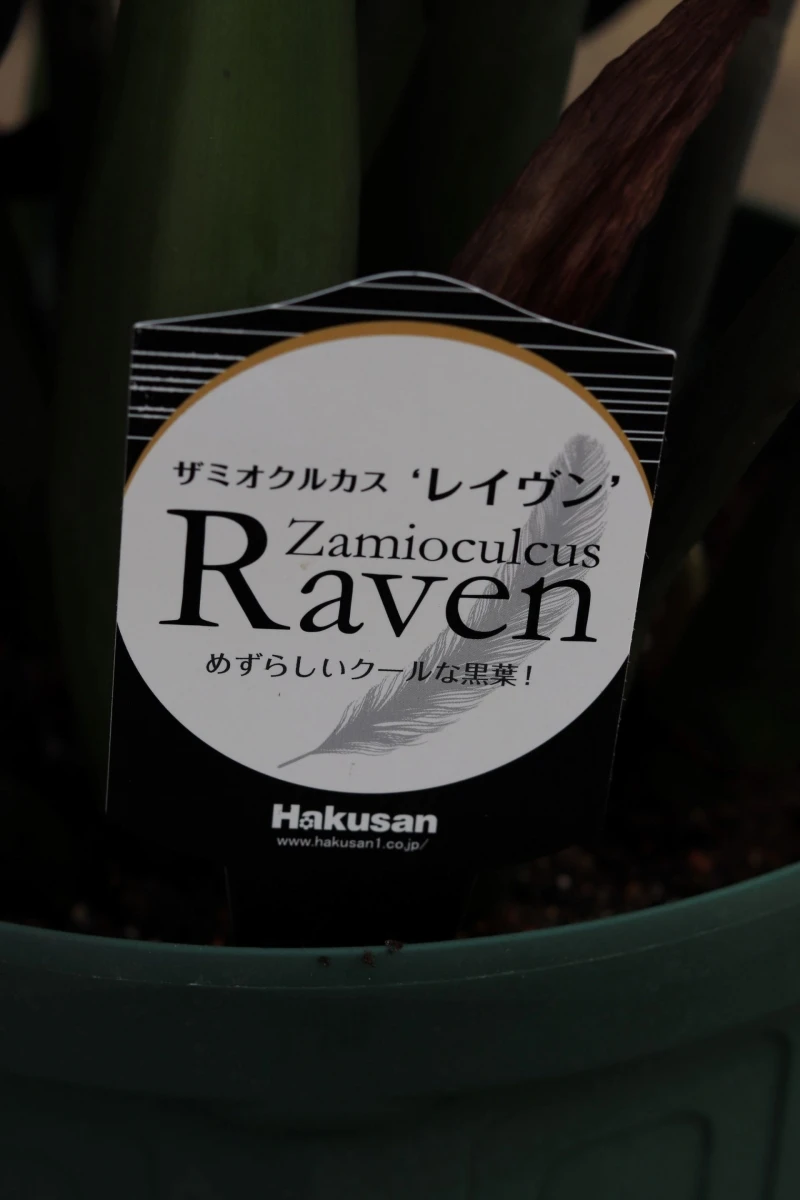 ザミオクルカス ‘レイヴン’
Zamioculcus
Raven
めずらしいクールな黒葉!
Hakusan
www.hakusan1.co.jp/